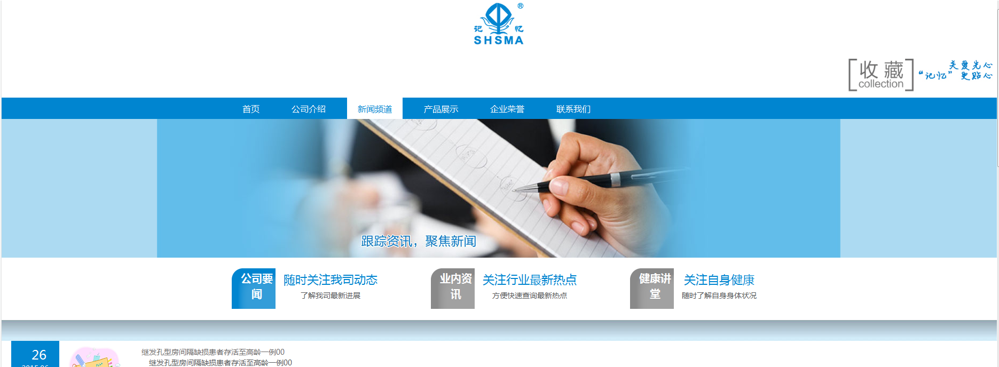 ®
记 忆
SHSMA
收藏
collection
关爱先心
“记忆”更贴心
首页 公司介绍 新闻频道 产品展示 企业荣誉 联系我们
跟踪资讯，聚焦新闻
公司要
闻
随时关注我司动态
了解我司最新进展
业内资
讯
关注行业最新热点
方便快速查询最新热点
健康讲
堂
关注自身健康
随时了解自身身体状况
26
2015.06
继发孔型房间隔缺损患者存活至高龄一例00
继发孔型房间隔缺损患者存活至高龄一例00